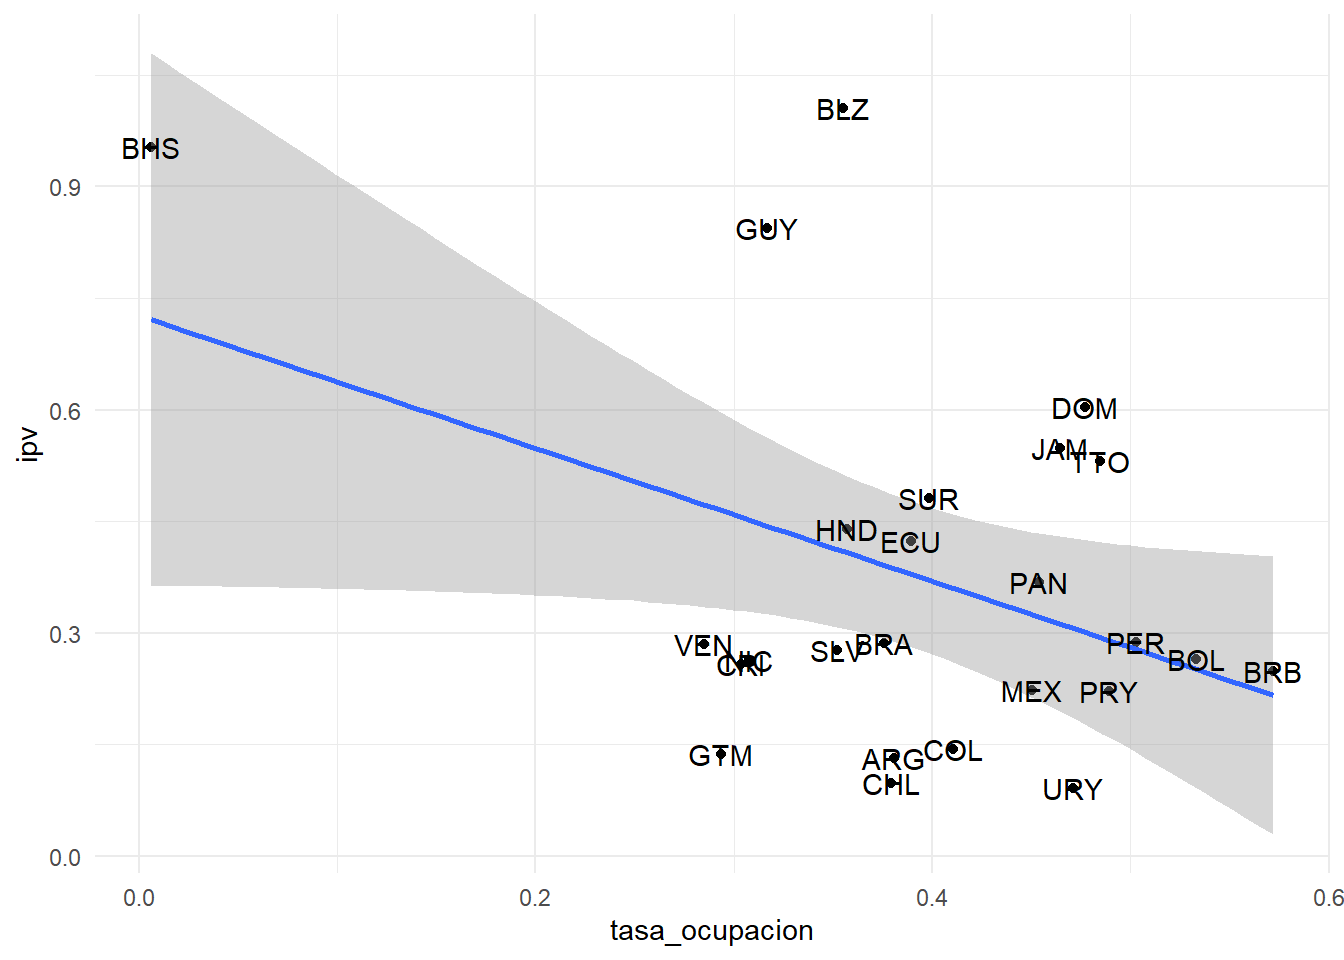 BLZ
BHS
0.9
GUY
0.6
DOM
JAM
TTO
SUR
HND
ECU
PAN
0.3
VEN
NIC
CRI
SLV
BRA
PER
BOL
BRB
MEX
PRY
GTM
ARG
COL
CHL
URY
0.0
ipv
0.0 0.2 0.4 0.6
tasa_ocupacion